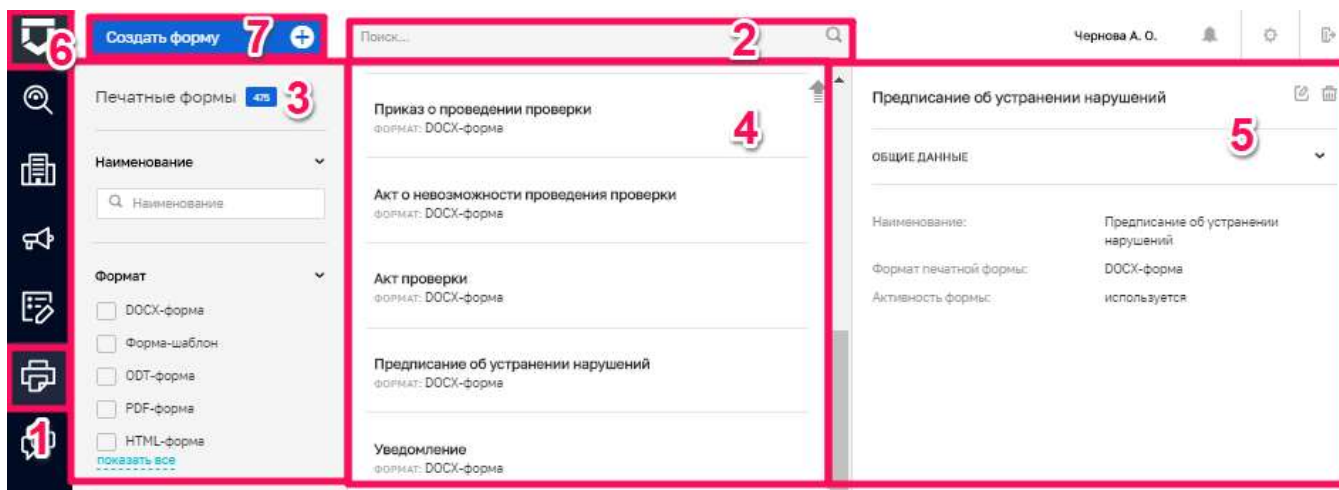 6
Создать форму
7
Поиск...
2
Чернова А. О.
Печатные формы 475
3
Наименование
Наименование
Формат
DOCX-форма
Форма-шаблон
ODT-форма
PDF-форма
HTML-форма
показать все
1
Приказ о проведении проверки
ФОРМАТ: DOCX-форма
4
Акт о невозможности проведения проверки
ФОРМАТ: DOCX-форма
Акт проверки
ФОРМАТ: DOCX-форма
Предписание об устранении нарушений
ФОРМАТ: DOCX-форма
Уведомление
ФОРМАТ: DOCX-форма
Предписание об устранении нарушений
5
ОБЩИЕ ДАННЫЕ
Наименование: Предписание об устранении
нарушений
Формат печатной формы: DOCX-форма
Активность формы: используется